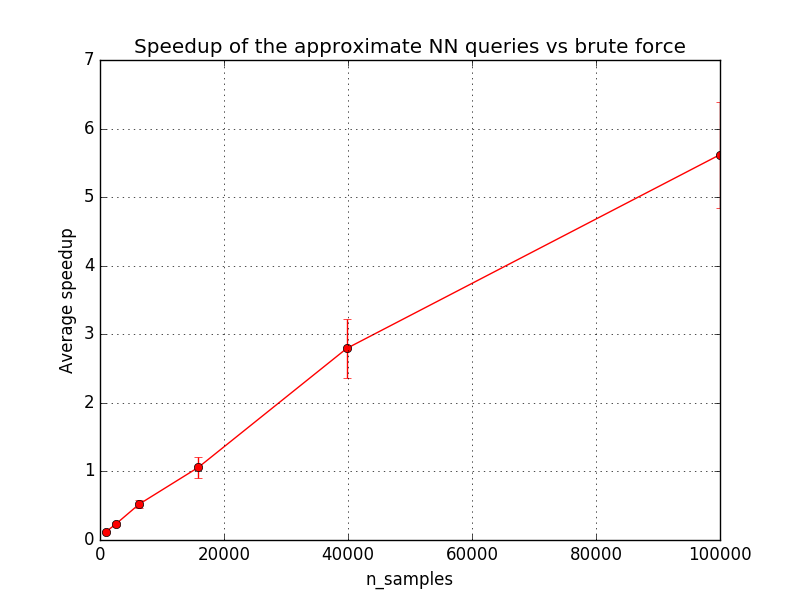 Speedup of the approximate NN queries vs brute force
7
6
5
4
3
2
1
0
Average speedup
0 20000 40000 60000 80000 100000
n_samples